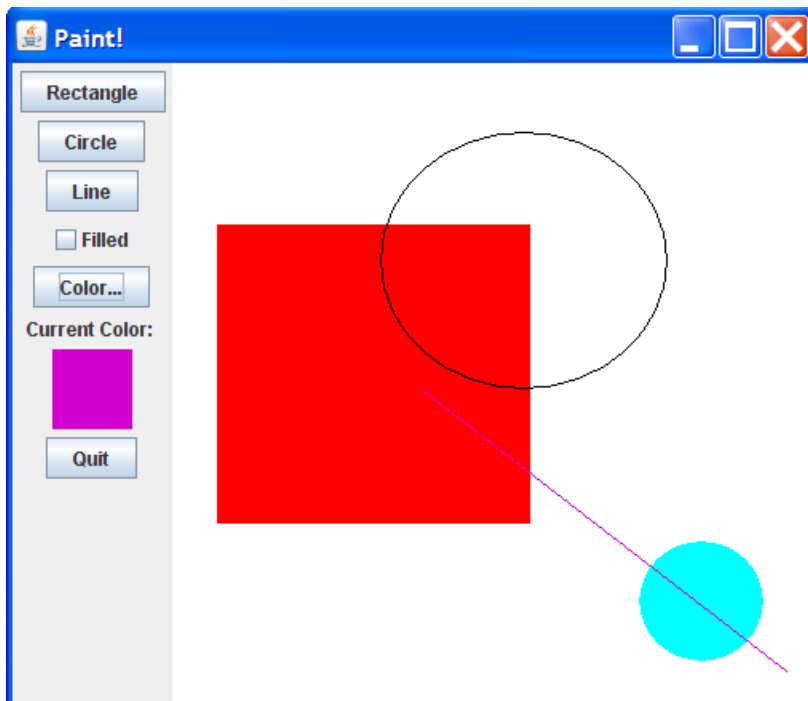 Paint!
Rectangle
Circle
Line
Filled
Color...
Current Color:
Quit